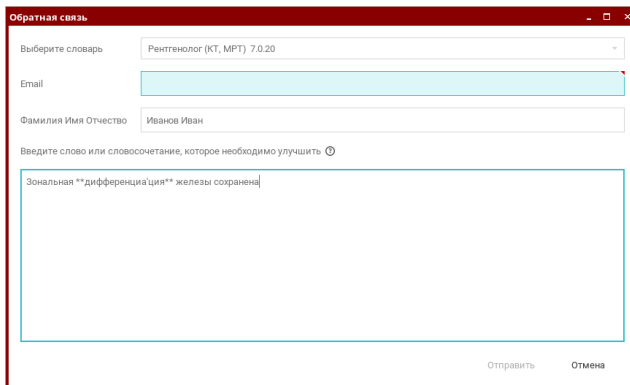 Обратная связь
Выберите словарь Рентгенолог (КТ, МРТ) 7.0.20
Email
Фамилия Имя Отчество Иванов Иван
Введите слово или словосочетание, которое необходимо улучшить ?
Зональная **дифференциа'ция** железы сохранена
Отправить Отмена